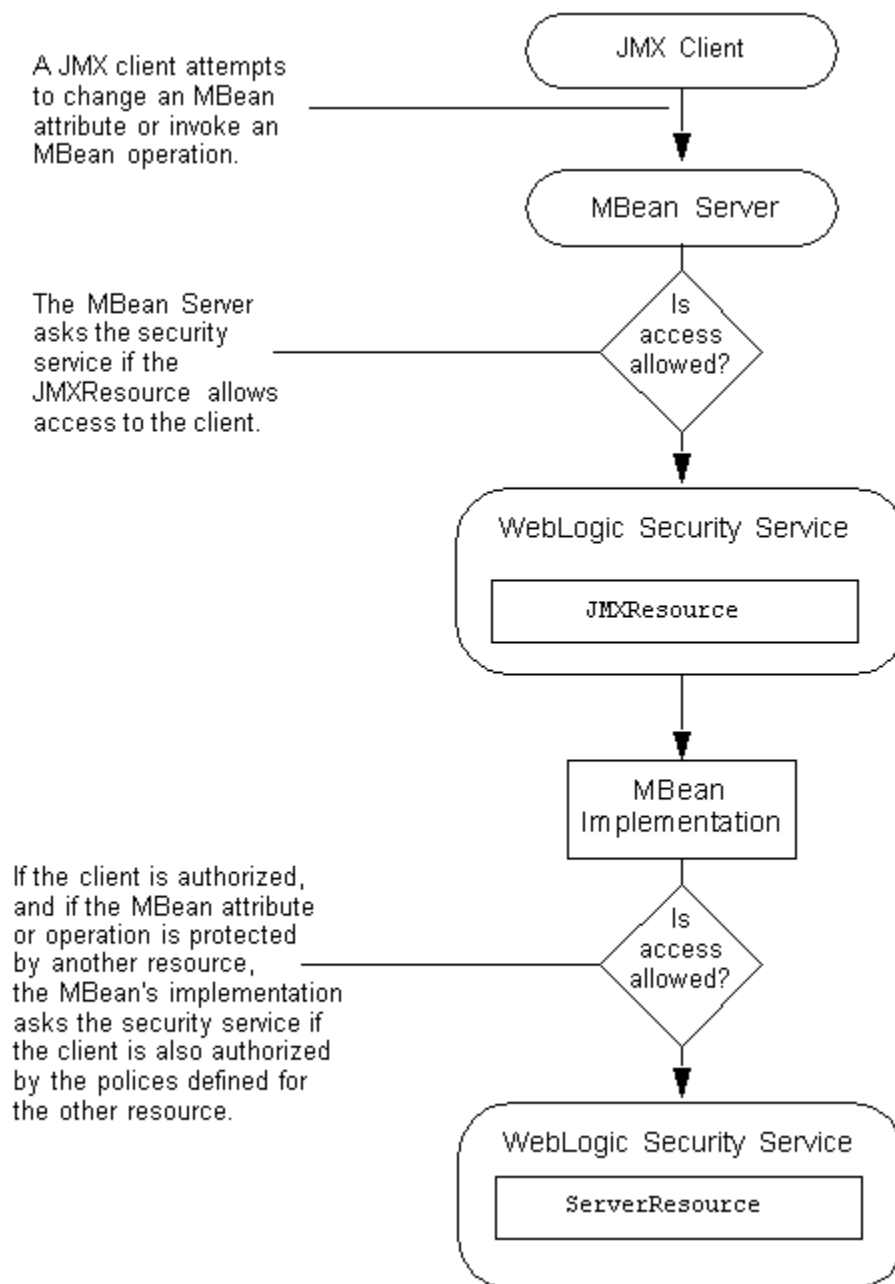 JMX Client
A JMX client attempts
to change an MBean
attribute or invoke an
MBean operation.
MBean Server
The MBean Server
asks the security
service if the
JMXResource allows
access to the client.
Is
access
allowed?
WebLogic Security Service
JMXResource
MBean
Implementation
If the client is authorized,
and if the MBean attribute
or operation is protected
by another resource,
the MBean's implementation
asks the security service if
the client is also authorized
by the polices defined for
the other resource.
Is
access
allowed?
WebLogic Security Service
ServerResource